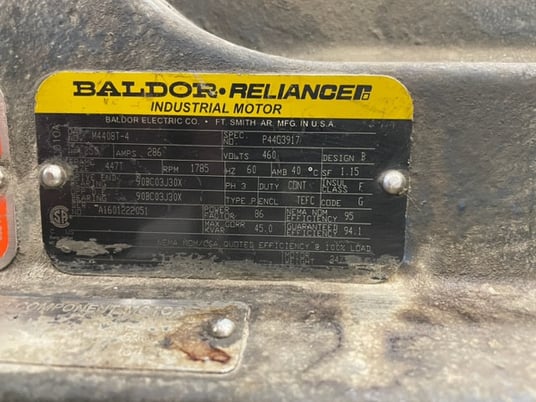 BALDOR • RELIANCE
INDUSTRIAL MOTOR
BALDOR ELECTRIC CO. • FT. SMITH AR. MFG. IN U.S.A.
M4408T-4 SPEC. P44G3917
AMPS 286 VOLTS 460 DESIGN B
447T RPM 1785 HZ 60 AMB 40 °C SF 1.15
90BC03J30X PH 3 DUTY CONT INSUL CLASS F
90BC03J30X TYPE P ENCL TEFC CODE G
A1601222051 POWER FACTOR 86 NEMA NOM EFFICIENCY 95
MAX CORR KVAR 45.0 GUARANTEED EFFICIENCY 94.1
NEMA NOM/CSA QUOTED EFFICIENCY @ 100% LOAD